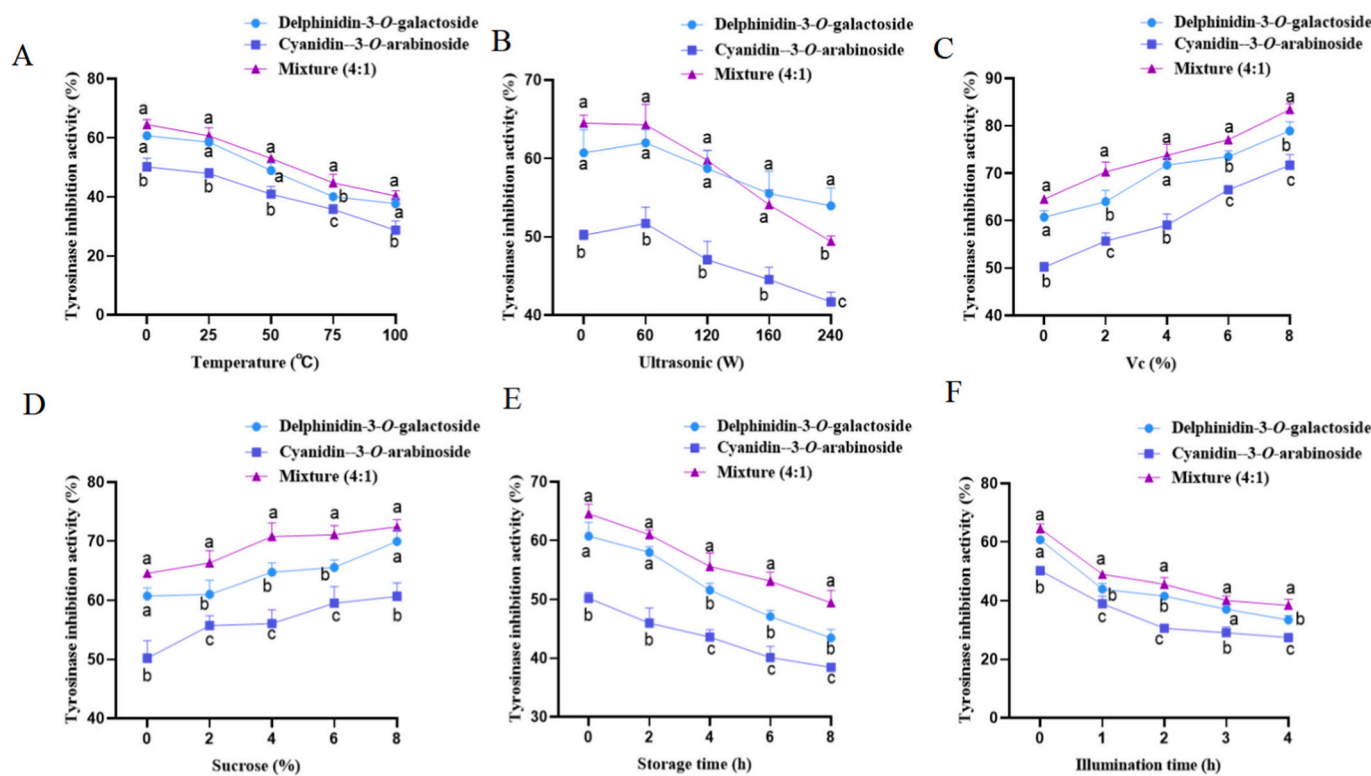 A
Delphinidin-3-O-galactoside
Cyanidin--3-O-arabinoside
Mixture (4:1)
Tyrosinase inhibition activity (%)
80
60
40
20
0
a
a
b
a
a
b
a
a
b
a
b
c
a
a
b
0
25
50
75
100
Temperature (℃)
B
Delphinidin-3-O-galactoside
Cyanidin--3-O-arabinoside
Mixture (4:1)
Tyrosinase inhibition activity (%)
70
60
50
40
a
a
b
a
a
b
a
a
b
a
a
b
a
b
c
0
60
120
160
240
Ultrasonic (W)
C
Delphinidin-3-O-galactoside
Cyanidin--3-O-arabinoside
Mixture (4:1)
Tyrosinase inhibition activity (%)
90
80
70
60
50
40
a
a
b
a
b
c
a
a
b
a
b
c
a
b
c
0
2
4
6
8
Vc (%)
D
Delphinidin-3-O-galactoside
Cyanidin--3-O-arabinoside
Mixture (4:1)
Tyrosinase inhibition activity (%)
80
70
60
50
40
a
a
b
a
b
c
a
b
c
a
b
c
a
a
b
0
2
4
6
8
Sucrose (%)
E
Delphinidin-3-O-galactoside
Cyanidin--3-O-arabinoside
Mixture (4:1)
Tyrosinase inhibition activity (%)
70
60
50
40
30
a
a
b
a
a
b
a
b
c
a
b
c
a
b
c
0
2
4
6
8
Storage time (h)
F
Delphinidin-3-O-galactoside
Cyanidin--3-O-arabinoside
Mixture (4:1)
Tyrosinase inhibition activity (%)
80
60
40
20
0
a
a
b
a
b
c
a
b
c
a
a
b
a
b
c
0
1
2
3
4
Illumination time (h)